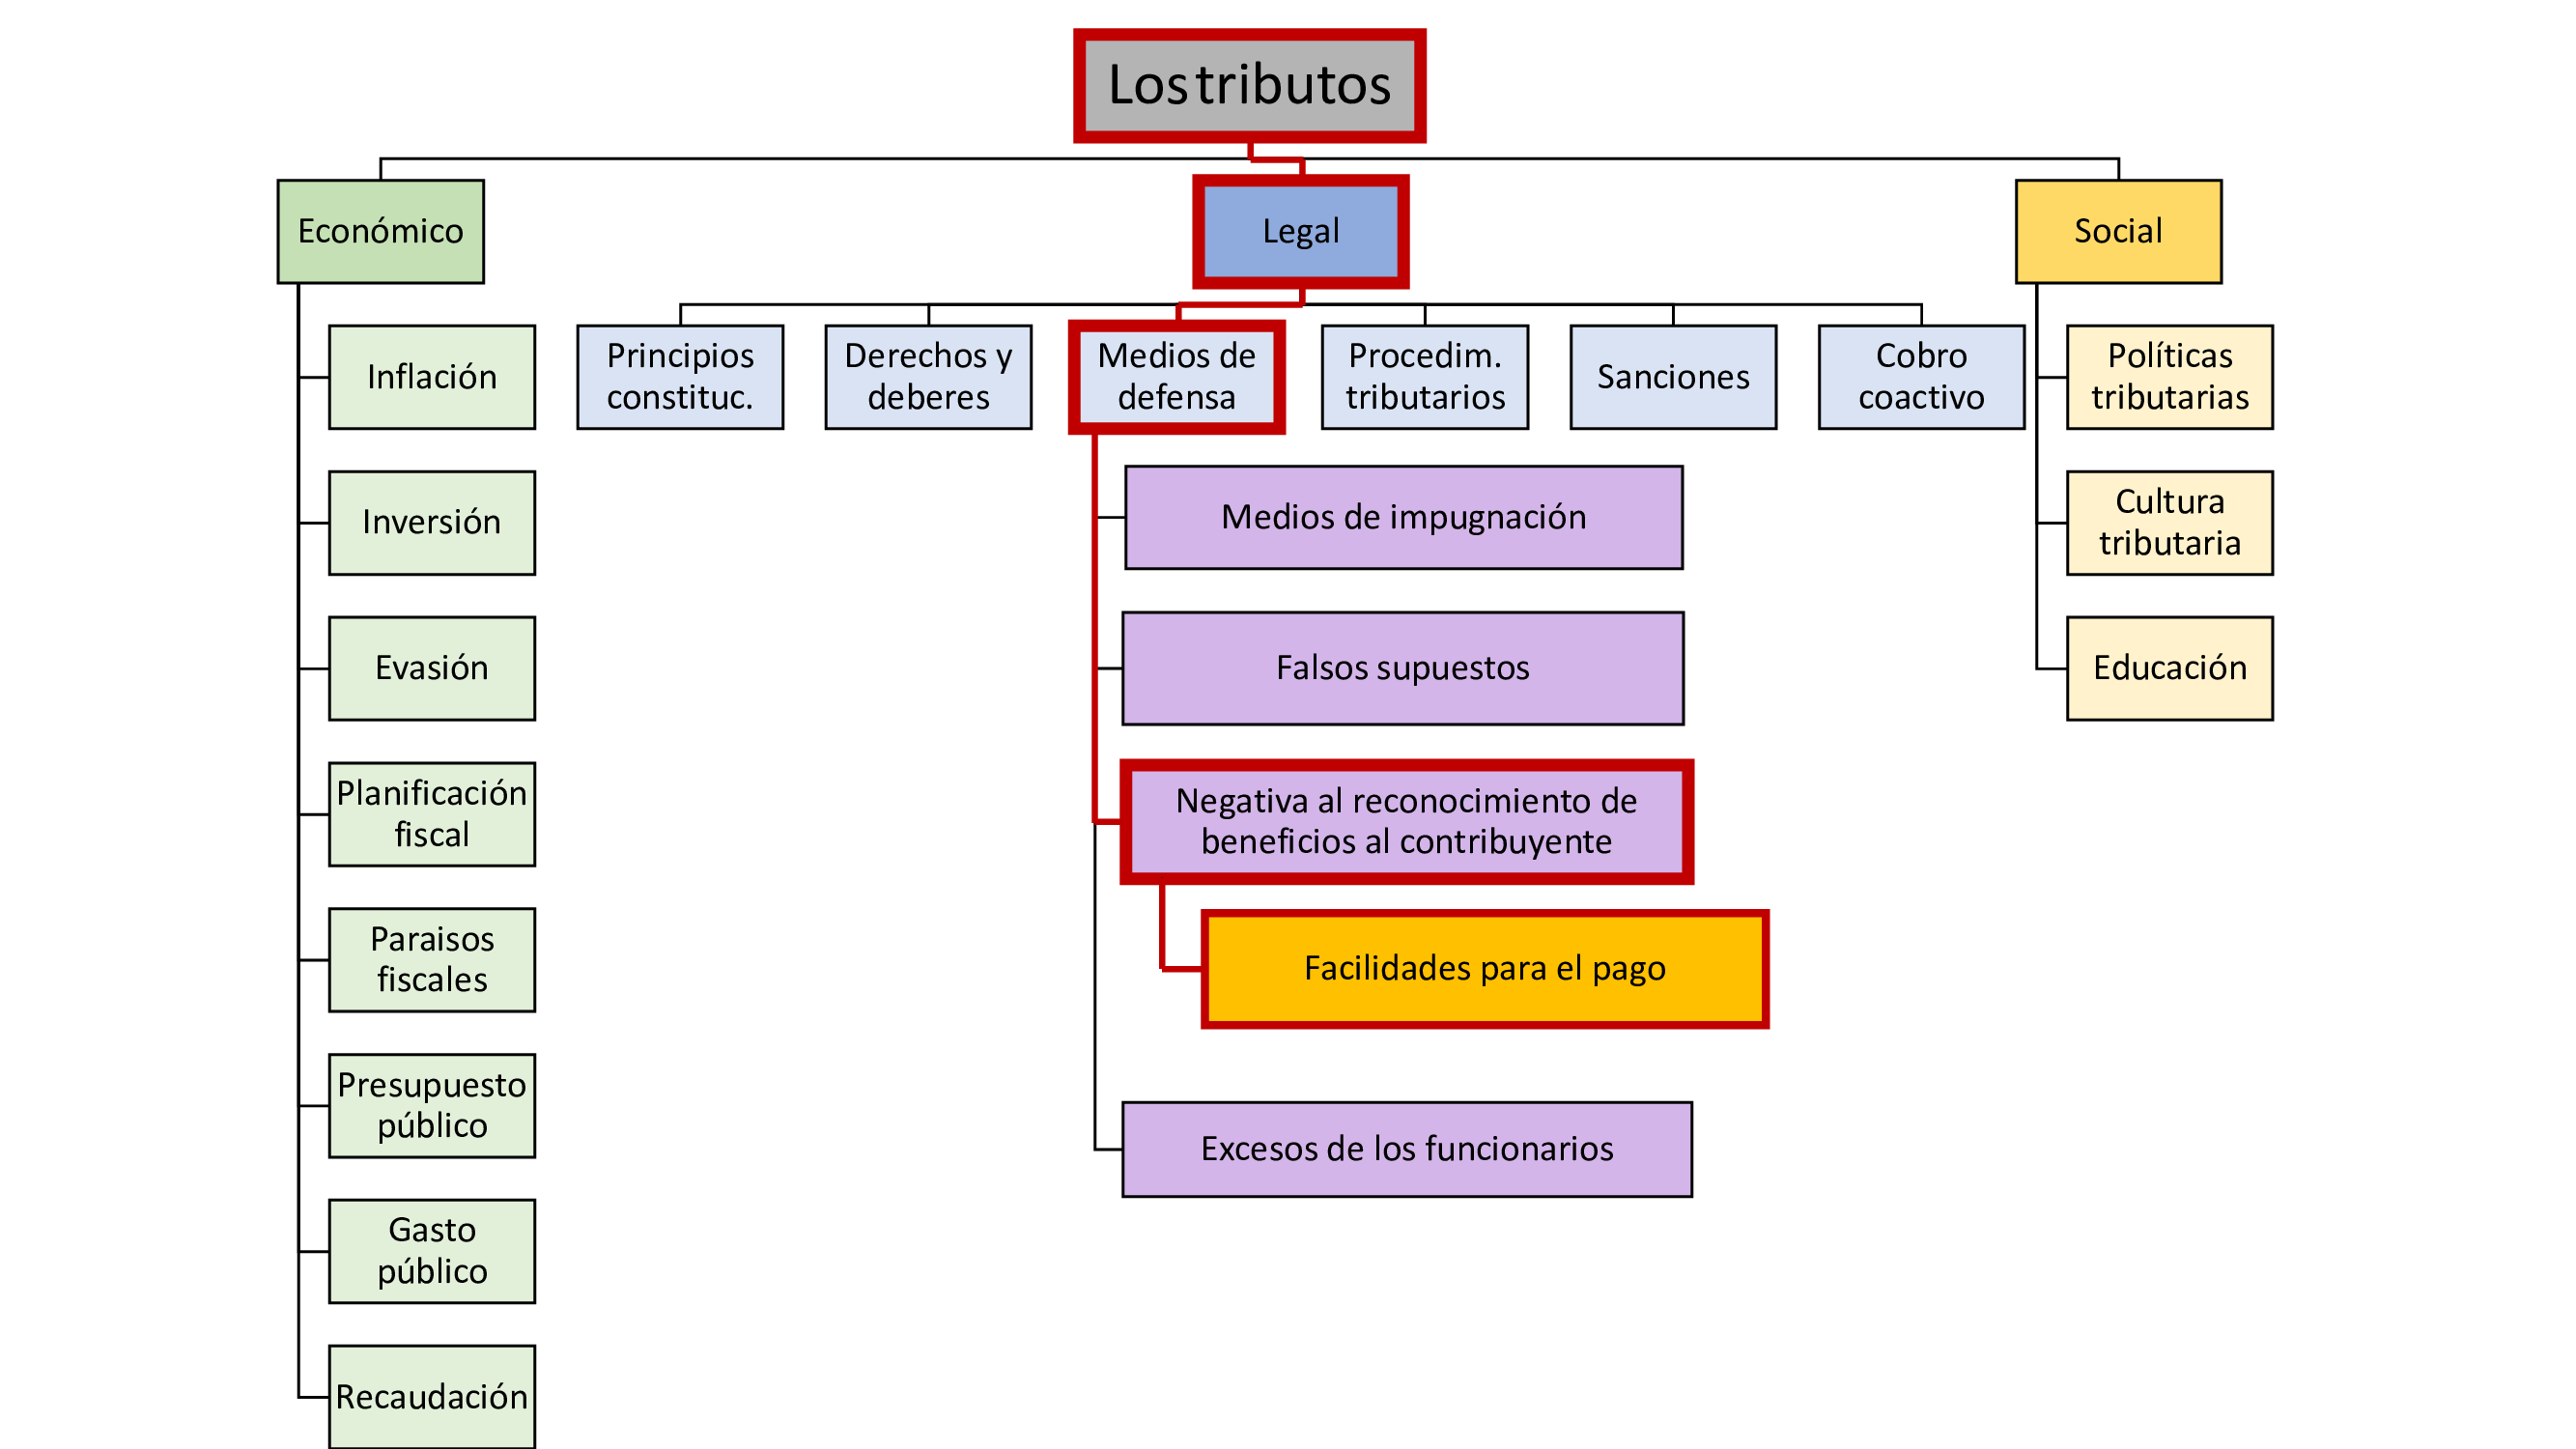 Los tributos
Económico
Legal
Social
Inflación
Inversión
Evasión
Planificación
fiscal
Paraisos
fiscales
Presupuesto
público
Gasto
público
Recaudación
Principios
constituc.
Derechos y
deberes
Medios de
defensa
Procedim.
tributarios
Sanciones
Cobro
coactivo
Medios de impugnación
Falsos supuestos
Negativa al reconocimiento de
beneficios al contribuyente
Facilidades para el pago
Excesos de los funcionarios
Políticas
tributarias
Cultura
tributaria
Educación